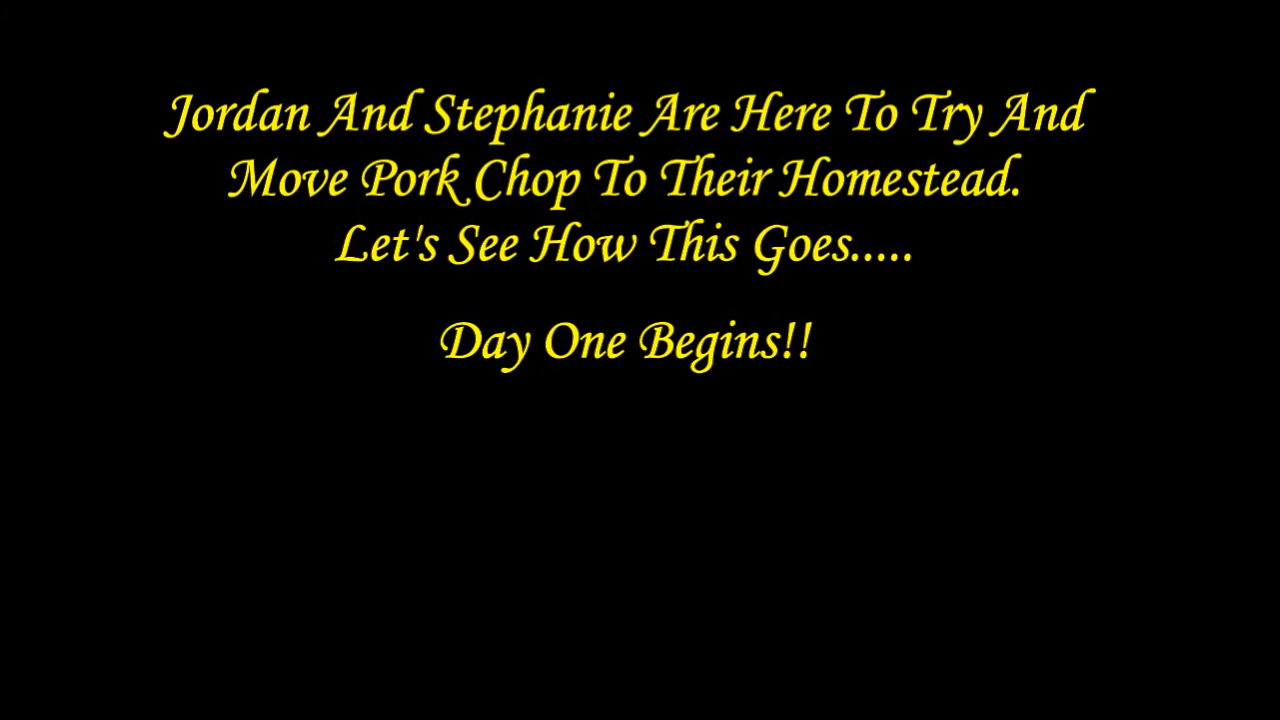 Jordan And Stephanie Are Here To Try And
Move Pork Chop To Their Homestead.
Let's See How This Goes.....
Day One Begins!!